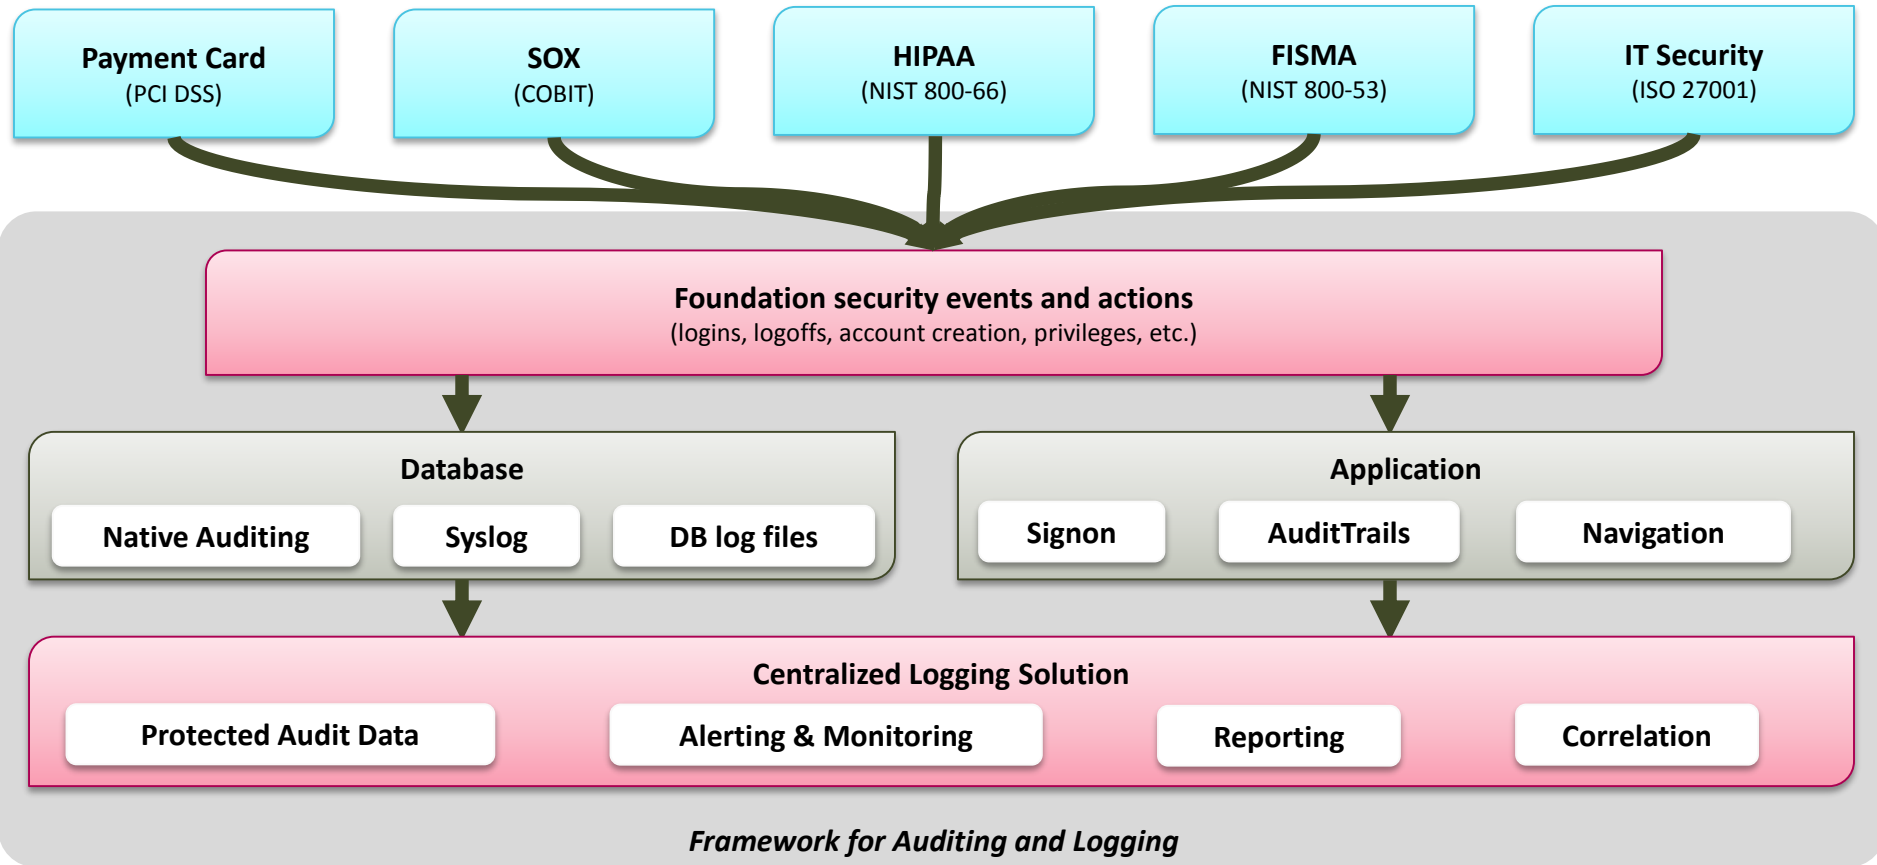 Payment Card
(PCI DSS)
SOX
(COBIT)
HIPAA
(NIST 800-66)
FISMA
(NIST 800-53)
IT Security
(ISO 27001)
Foundation security events and actions
(logins, logoffs, account creation, privileges, etc.)
Database
Native Auditing
Syslog
DB log files
Application
Signon
AuditTrails
Navigation
Centralized Logging Solution
Protected Audit Data
Alerting & Monitoring
Reporting
Correlation
Framework for Auditing and Logging